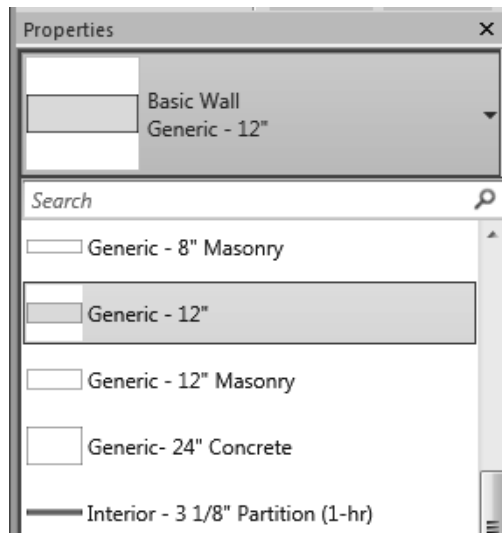 Properties
Basic Wall
Generic - 12"
Search
Generic - 8" Masonry
Generic - 12"
Generic - 12" Masonry
Generic- 24" Concrete
Interior - 3 1/8" Partition (1-hr)